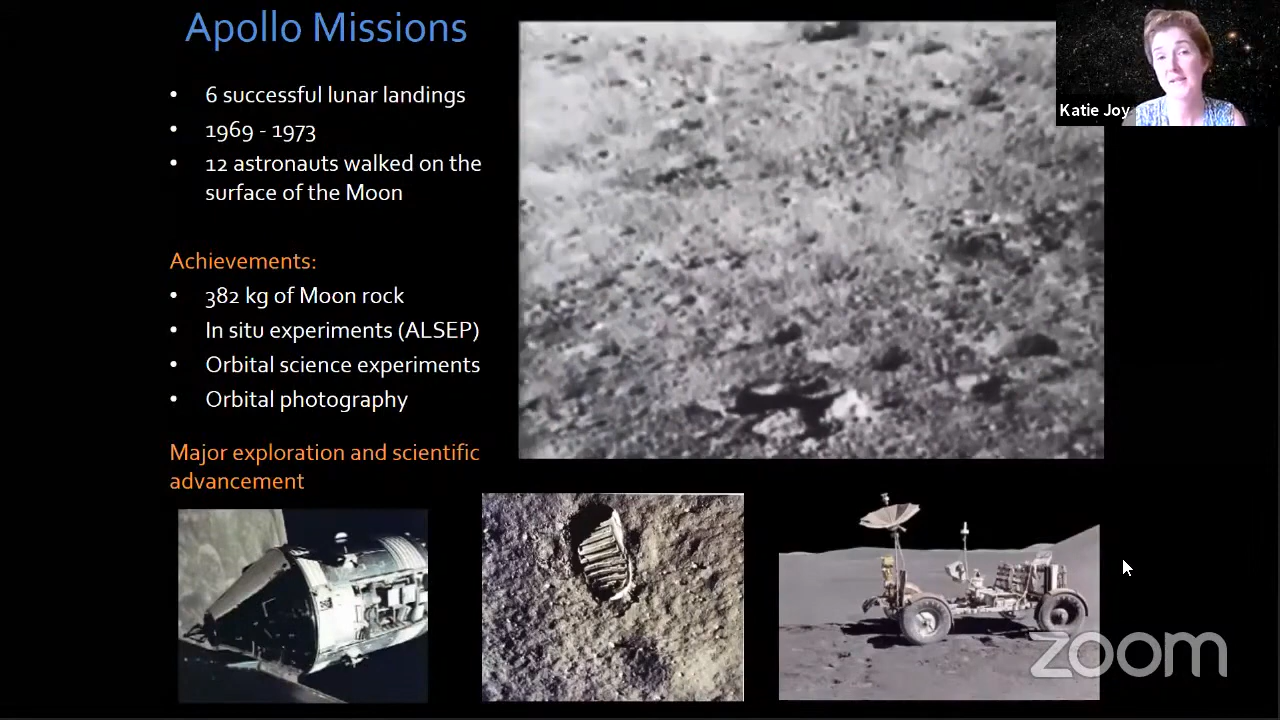 Apollo Missions
• 6 successful lunar landings
• 1969 - 1973
• 12 astronauts walked on the
surface of the Moon
Achievements:
• 382 kg of Moon rock
• In situ experiments (ALSEP)
• Orbital science experiments
• Orbital photography
Major exploration and scientific
advancement
Katie Joy
zoom